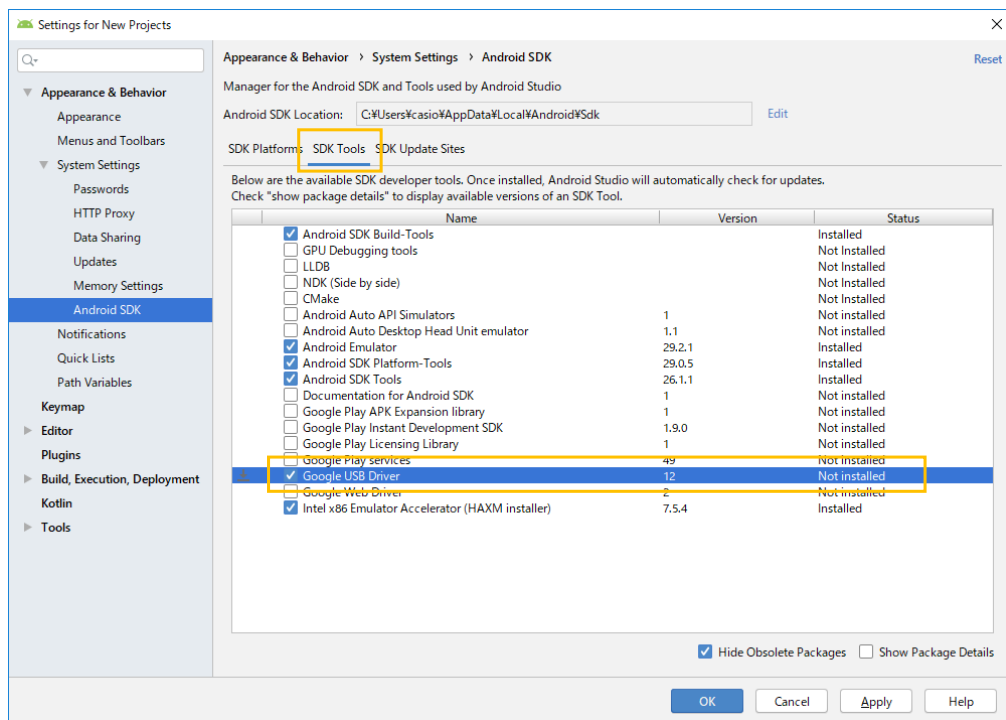 Settings for New Projects
Appearance & Behavior
Appearance
Menus and Toolbars
System Settings
Passwords
HTTP Proxy
Data Sharing
Updates
Memory Settings
Android SDK
Notifications
Quick Lists
Path Variables
Keymap
Editor
Plugins
Build, Execution, Deployment
Kotlin
Tools
Appearance & Behavior > System Settings > Android SDK Reset
Manager for the Android SDK and Tools used by Android Studio
Android SDK Location: C:¥Users¥casio¥AppData¥Local¥Android¥Sdk Edit
SDK Platforms SDK Tools SDK Update Sites
Below are the available SDK developer tools. Once installed, Android Studio will automatically check for updates.
Check "show package details" to display available versions of an SDK Tool.
Name Version Status
Android SDK Build-Tools Installed
GPU Debugging tools Not Installed
LLDB Not Installed
NDK (Side by side) Not Installed
CMake Not Installed
Android Auto API Simulators 1 Not installed
Android Auto Desktop Head Unit emulator 1.1 Not installed
Android Emulator 29.2.1 Installed
Android SDK Platform-Tools 29.0.5 Installed
Android SDK Tools 26.1.1 Installed
Documentation for Android SDK 1 Not installed
Google Play APK Expansion library 1 Not installed
Google Play Instant Development SDK 1.9.0 Not installed
Google Play Licensing Library 1 Not installed
Google Play services 49 Not installed
Google USB Driver 12 Not installed
Google Web Driver 2 Not installed
Intel x86 Emulator Accelerator (HAXM installer) 7.5.4 Installed
Hide Obsolete Packages Show Package Details
OK Cancel Apply Help